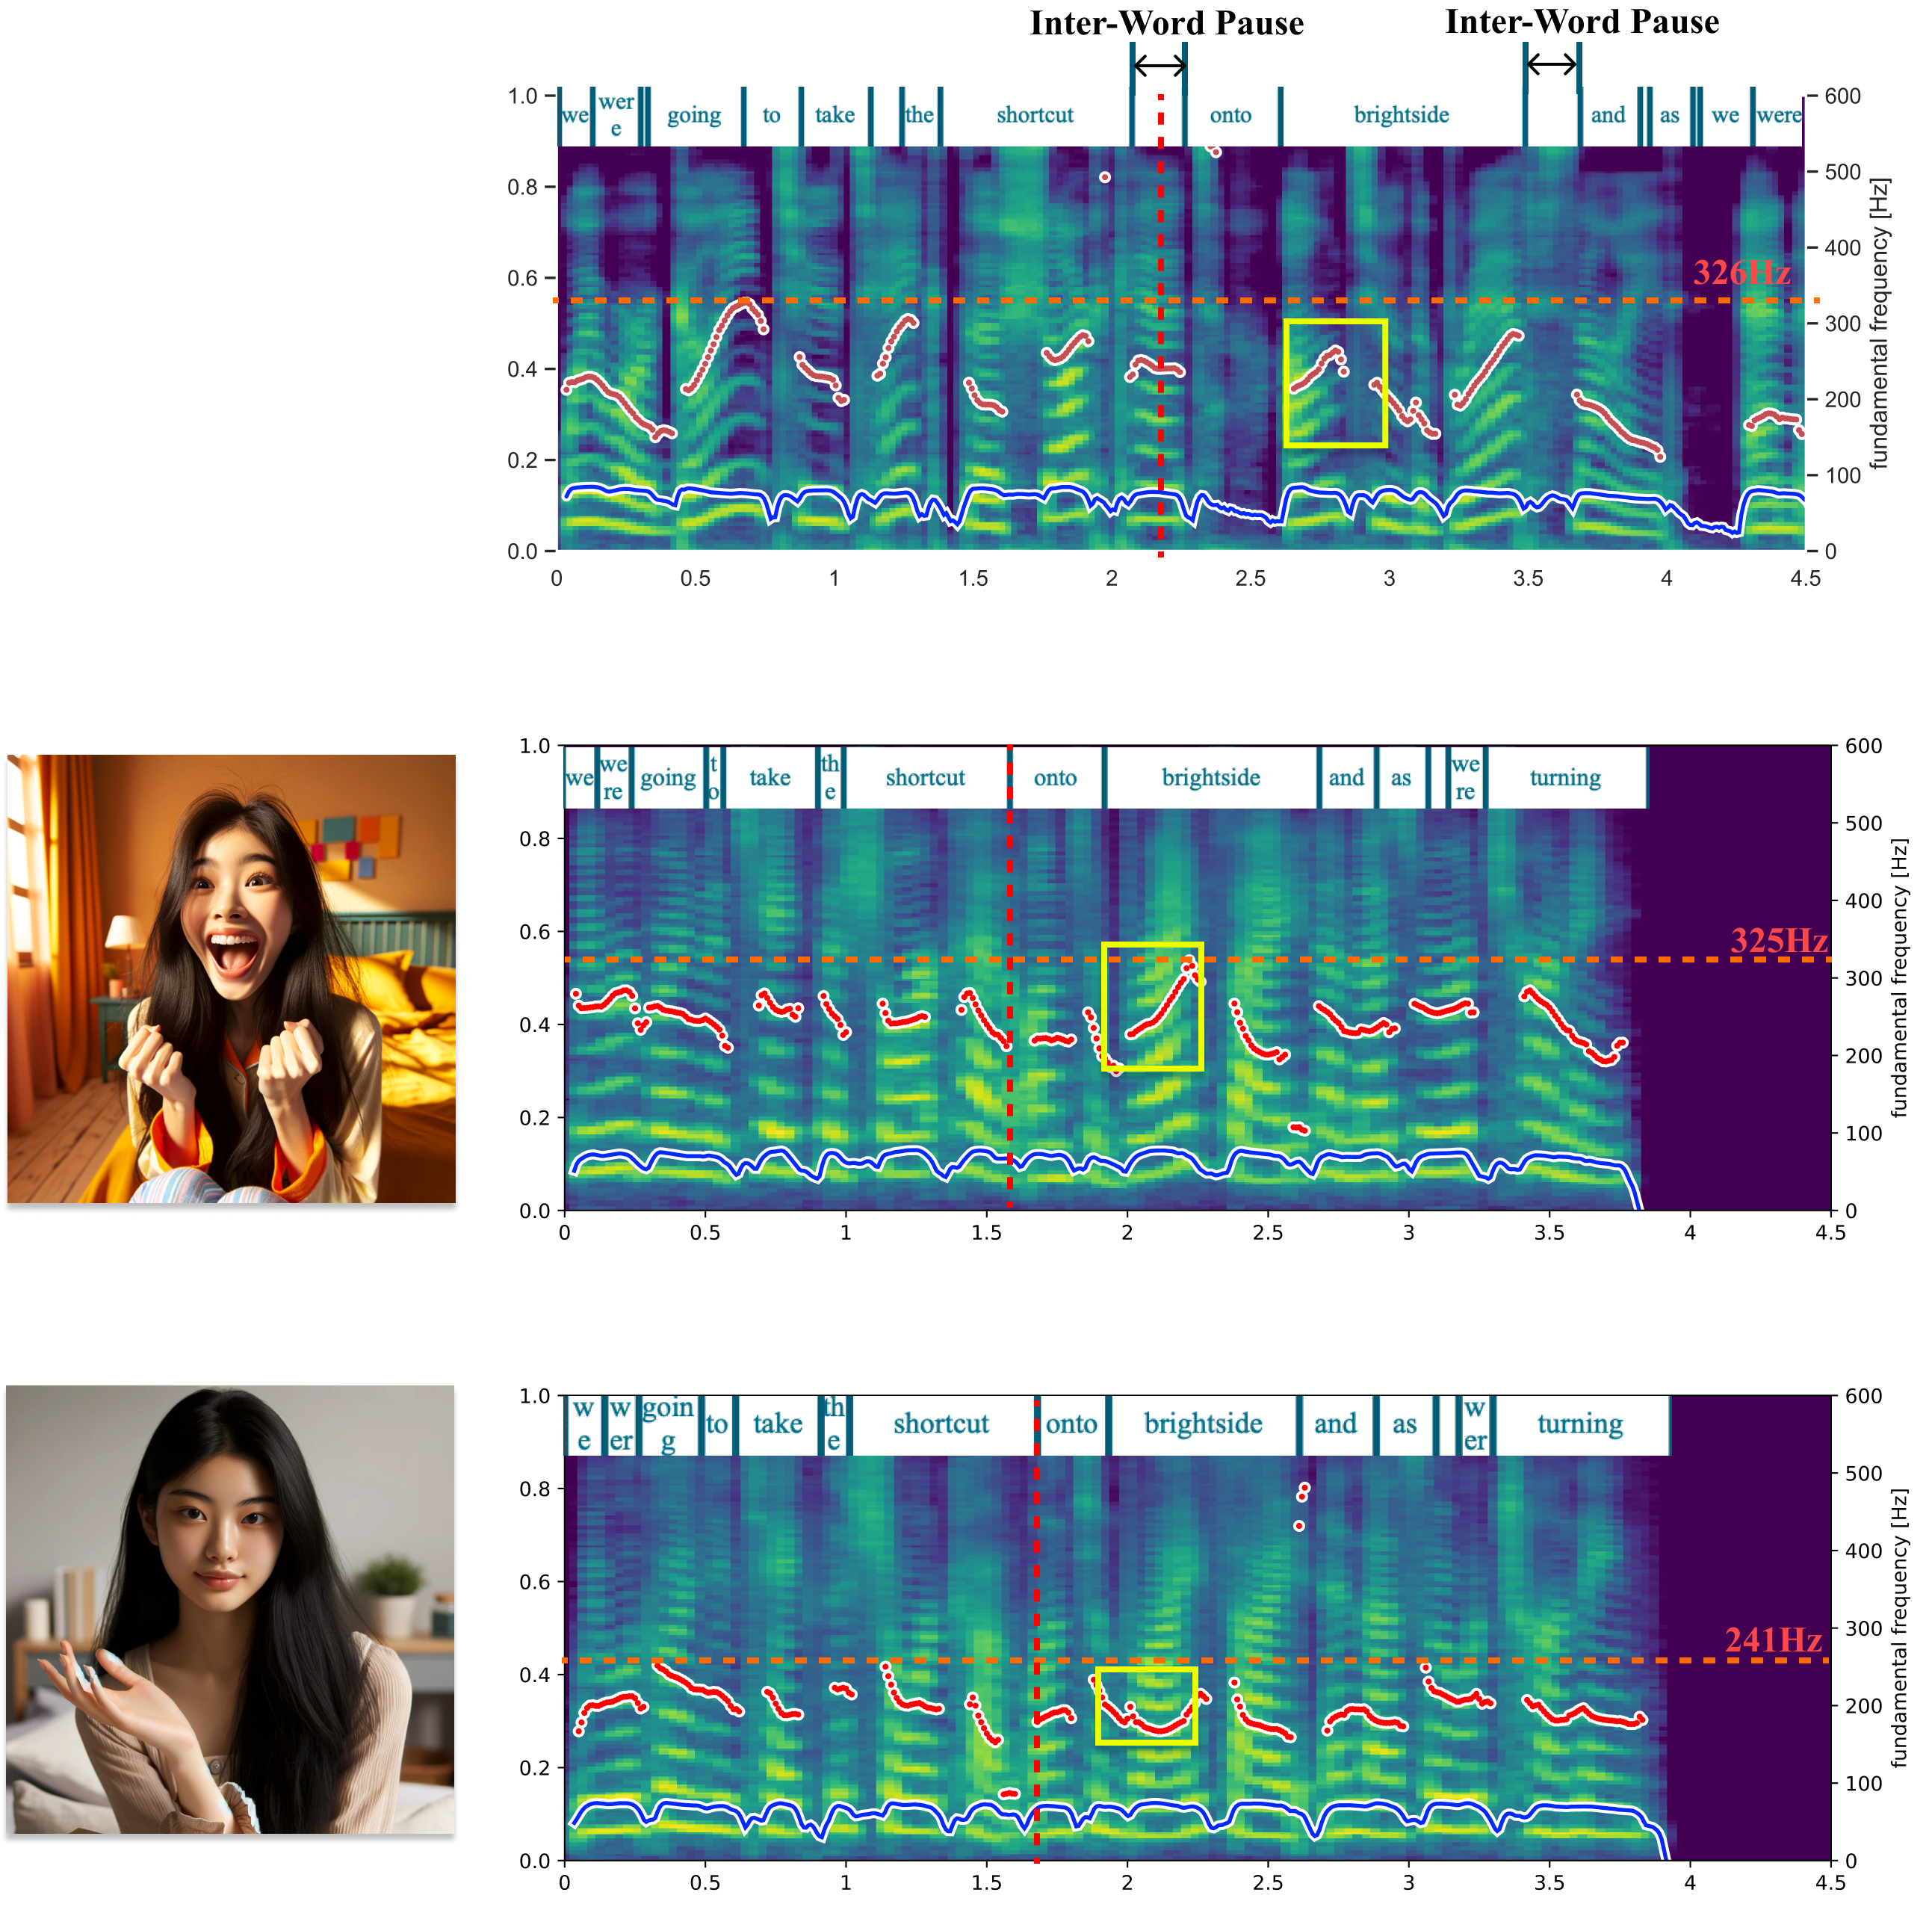 Inter-Word Pause Inter-Word Pause
1.0 we wer going to take the shortcut onto brightside and as we were 600
e
0.8 500
400
0.6 326Hz
300
0.4
200
0.2
100
0.0 0
0 0.5 1 1.5 2 2.5 3 3.5 4 4.5
fundamental frequency [Hz]
1.0 600
we we going t take th shortcut onto brightside and as we turning
re o e re
500
0.8
400
0.6
325Hz
300
0.4
200
0.2
100
0.0 0
0 0.5 1 1.5 2 2.5 3 3.5 4 4.5
fundamental frequency [Hz]
1.0 600
w w goin to take th shortcut onto brightside and as w turning
e er g e er
0.8 500
400
0.6
300
241Hz
0.4
200
0.2
100
0.0 0
0 0.5 1 1.5 2 2.5 3 3.5 4 4.5
fundamental frequency [Hz]